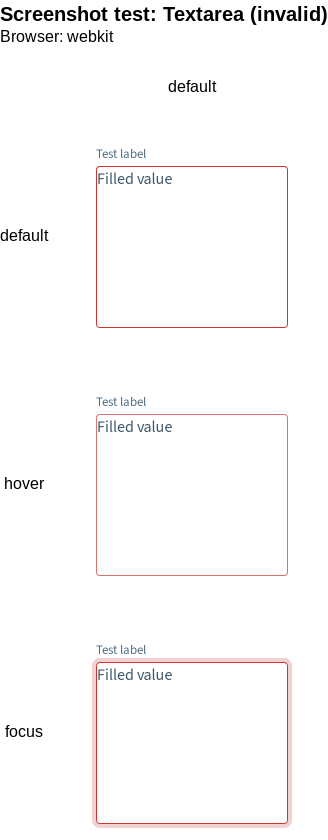 Screenshot test: Textarea (invalid)
Browser: webkit
default
Test label
Filled value
default
Test label
Filled value
hover
Test label
Filled value
focus